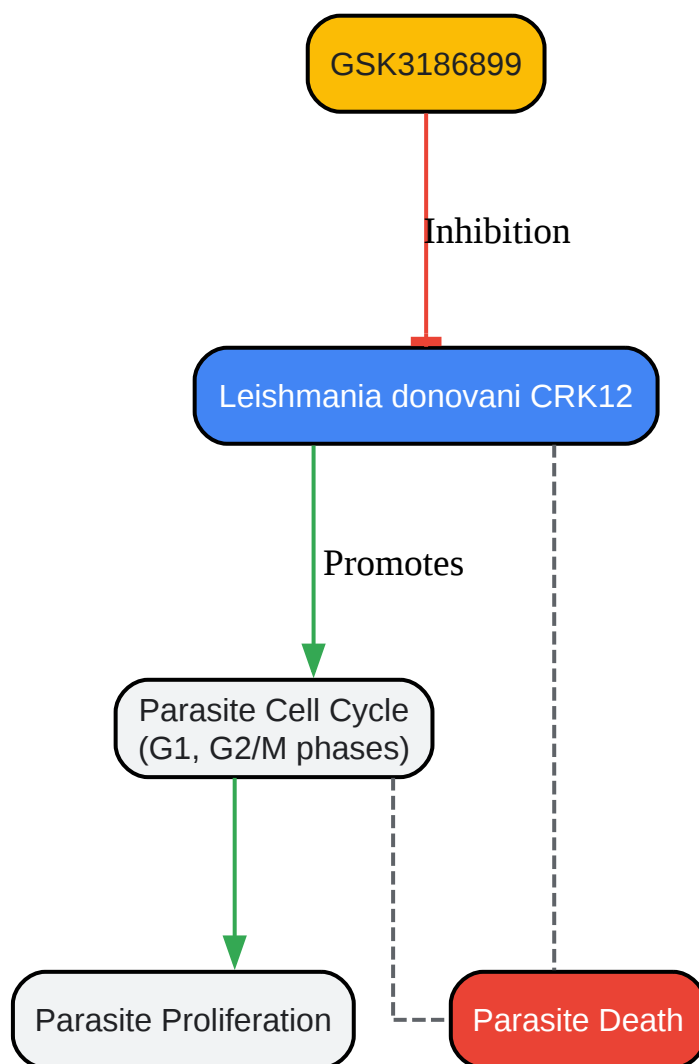 GSK3186899
Inhibition
Leishmania donovani CRK12
Promotes
Parasite Cell Cycle
(G1, G2/M phases)
Parasite Proliferation
Parasite Death